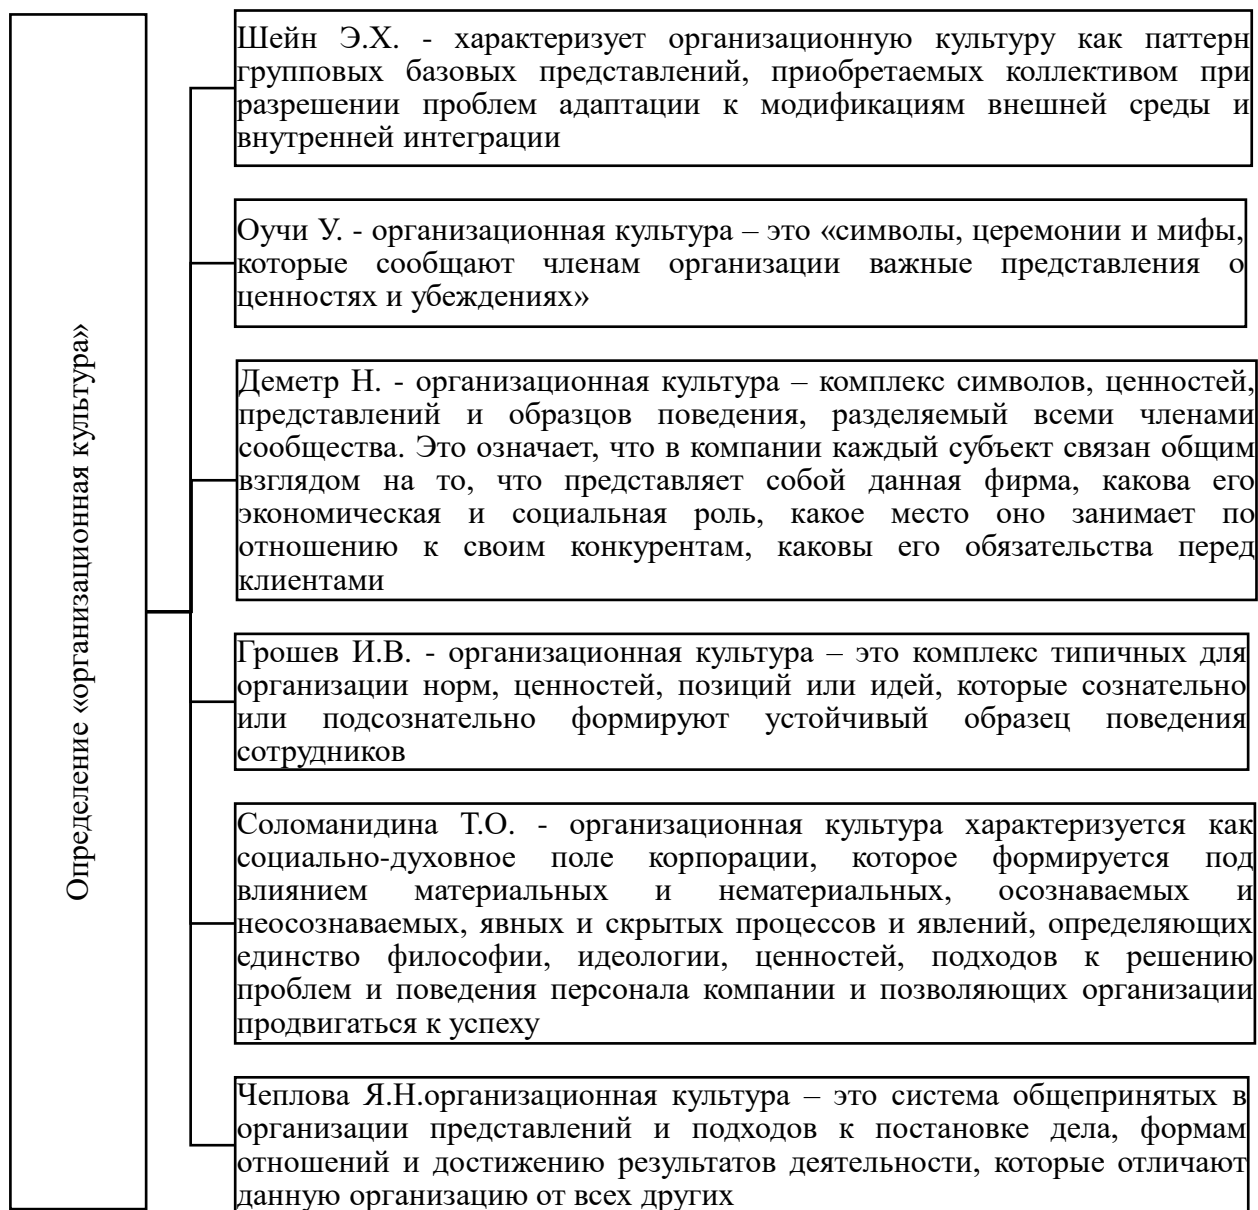 Определение «организационная культура»
Шейн Э.Х. - характеризует организационную культуру как паттерн
групповых базовых представлений, приобретаемых коллективом при
разрешении проблем адаптации к модификациям внешней среды и
внутренней интеграции
Оучи У. - организационная культура – это «символы, церемонии и мифы,
которые сообщают членам организации важные представления о
ценностях и убеждениях»
Деметр Н. - организационная культура – комплекс символов, ценностей,
представлений и образцов поведения, разделяемый всеми членами
сообщества. Это означает, что в компании каждый субъект связан общим
взглядом на то, что представляет собой данная фирма, какова его
экономическая и социальная роль, какое место оно занимает по
отношению к своим конкурентам, каковы его обязательства перед
клиентами
Грошев И.В. - организационная культура – это комплекс типичных для
организации норм, ценностей, позиций или идей, которые сознательно
или подсознательно формируют устойчивый образец поведения
сотрудников
Соломанидина Т.О. - организационная культура характеризуется как
социально-духовное поле корпорации, которое формируется под
влиянием материальных и нематериальных, осознаваемых и
неосознаваемых, явных и скрытых процессов и явлений, определяющих
единство философии, идеологии, ценностей, подходов к решению
проблем и поведения персонала компании и позволяющих организации
продвигаться к успеху
Чеплова Я.Н.организационная культура – это система общепринятых в
организации представлений и подходов к постановке дела, формам
отношений и достижению результатов деятельности, которые отличают
данную организацию от всех других